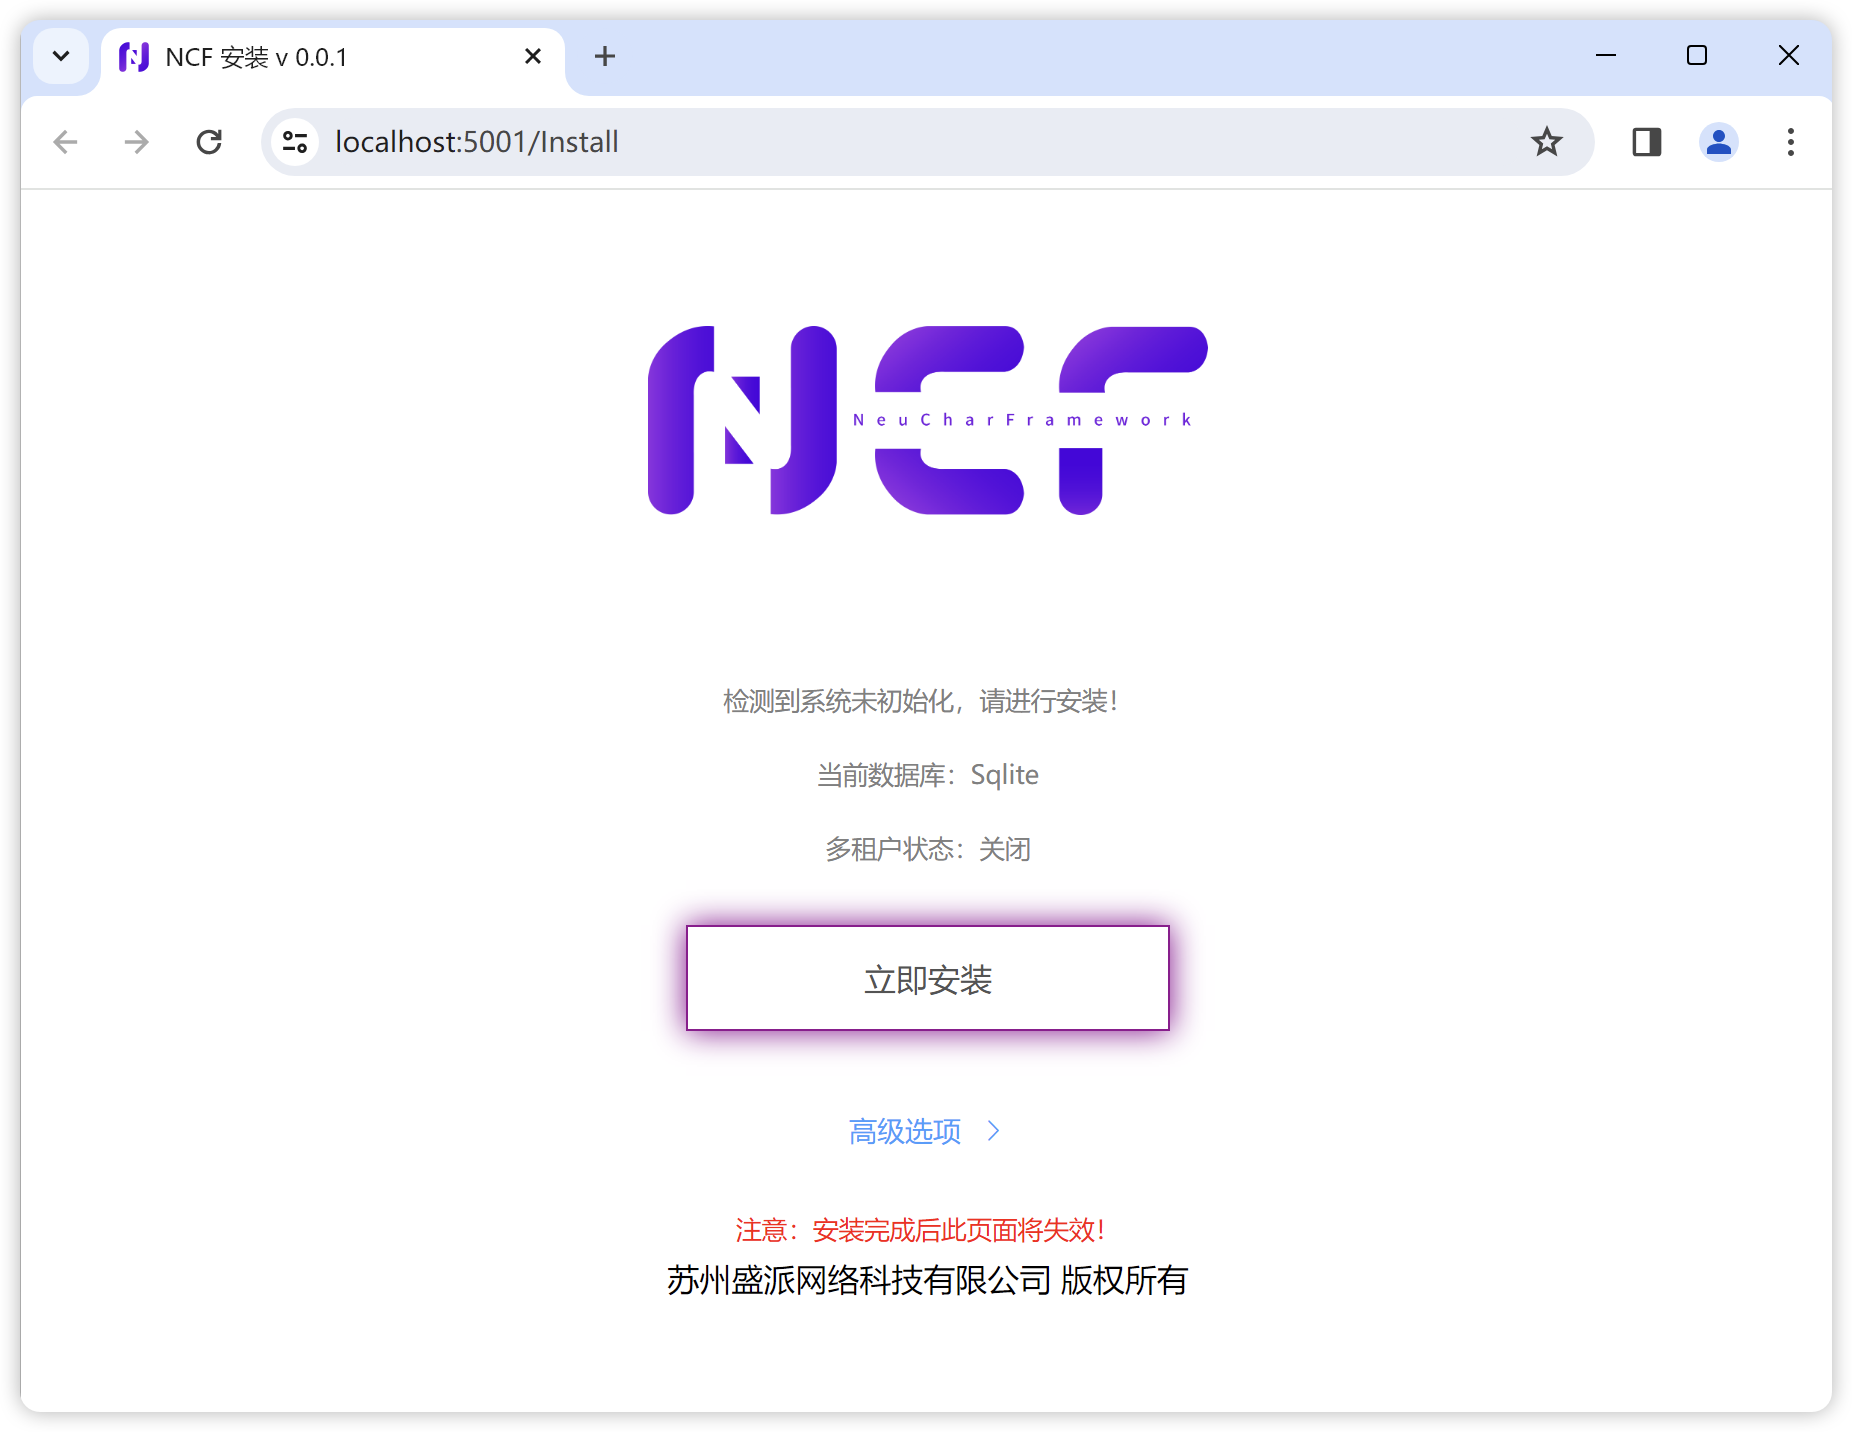 NCF 安装 v 0.0.1
localhost:5001/Install
NCF
NeuCharFramework
检测到系统未初始化，请进行安装！
当前数据库：Sqlite
多租户状态：关闭
立即安装
高级选项
注意：安装完成后此页面将失效！
苏州盛派网络科技有限公司 版权所有